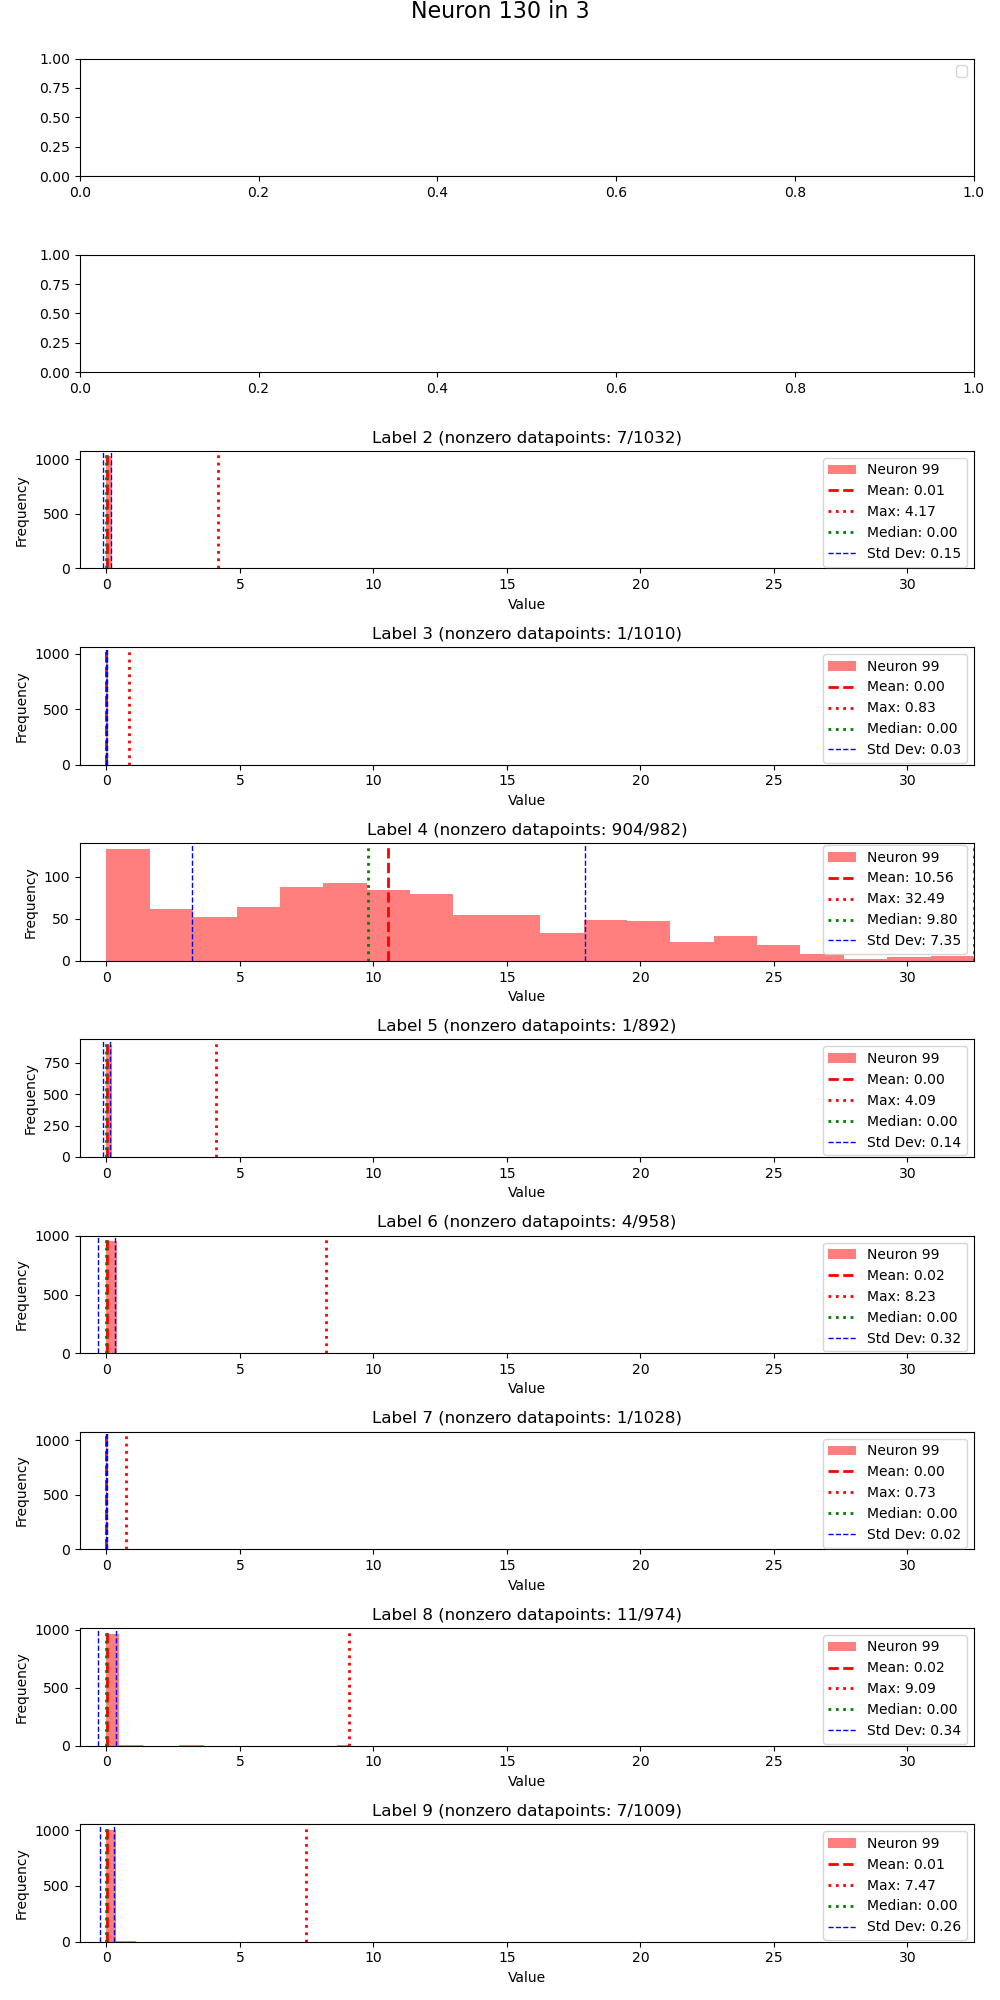 Neuron 130 in 3
1.00
0.75
0.50
0.25
0.00
0.0 0.2 0.4 0.6 0.8 1.0
1.00
0.75
0.50
0.25
0.00
0.0 0.2 0.4 0.6 0.8 1.0
Label 2 (nonzero datapoints: 7/1032)
Frequency
1000
500
0
Neuron 99
Mean: 0.01
Max: 4.17
Median: 0.00
Std Dev: 0.15
0 5 10 15 20 25 30
Value
Label 3 (nonzero datapoints: 1/1010)
Frequency
1000
500
0
Neuron 99
Mean: 0.00
Max: 0.83
Median: 0.00
Std Dev: 0.03
0 5 10 15 20 25 30
Value
Label 4 (nonzero datapoints: 904/982)
Frequency
100
50
0
Neuron 99
Mean: 10.56
Max: 32.49
Median: 9.80
Std Dev: 7.35
0 5 10 15 20 25 30
Value
Label 5 (nonzero datapoints: 1/892)
Frequency
750
500
250
0
Neuron 99
Mean: 0.00
Max: 4.09
Median: 0.00
Std Dev: 0.14
0 5 10 15 20 25 30
Value
Label 6 (nonzero datapoints: 4/958)
Frequency
1000
500
0
Neuron 99
Mean: 0.02
Max: 8.23
Median: 0.00
Std Dev: 0.32
0 5 10 15 20 25 30
Value
Label 7 (nonzero datapoints: 1/1028)
Frequency
1000
500
0
Neuron 99
Mean: 0.00
Max: 0.73
Median: 0.00
Std Dev: 0.02
0 5 10 15 20 25 30
Value
Label 8 (nonzero datapoints: 11/974)
Frequency
1000
500
0
Neuron 99
Mean: 0.02
Max: 9.09
Median: 0.00
Std Dev: 0.34
0 5 10 15 20 25 30
Value
Label 9 (nonzero datapoints: 7/1009)
Frequency
1000
500
0
Neuron 99
Mean: 0.01
Max: 7.47
Median: 0.00
Std Dev: 0.26
0 5 10 15 20 25 30
Value